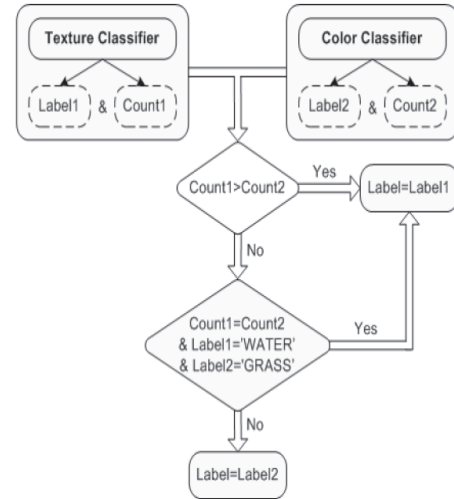 Texture Classifier
Label1 & Count1
Color Classifier
Label2 & Count2
Count1>Count2
Yes
Label=Label1
No
Count1=Count2
& Label1='WATER'
& Label2='GRASS'
Yes
No
Label=Label2